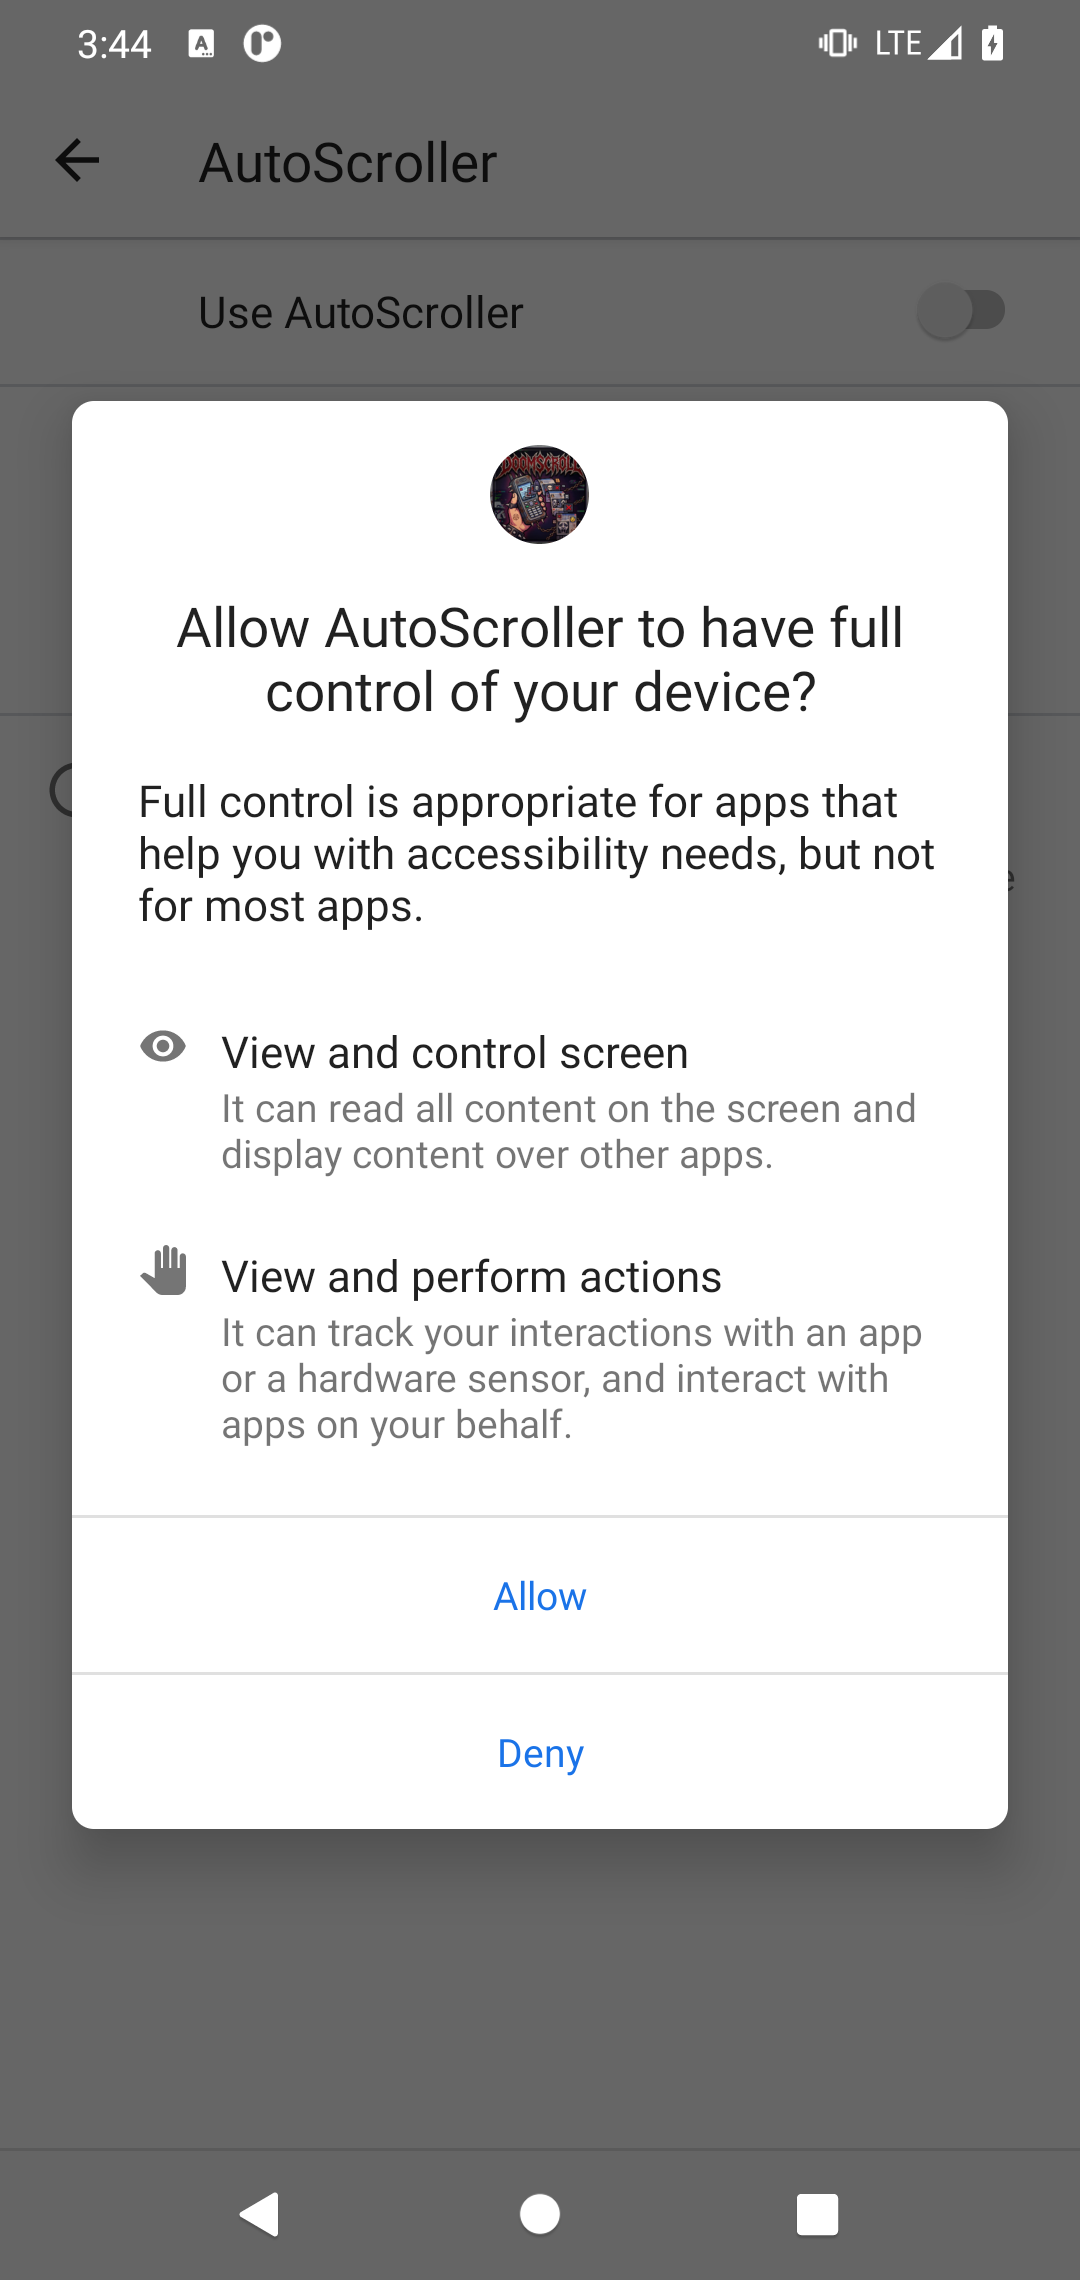 3:44
LTE
AutoScroller
Use AutoScroller
DOOMSCROLL
Allow AutoScroller to have full
control of your device?
Full control is appropriate for apps that
help you with accessibility needs, but not
for most apps.
View and control screen
It can read all content on the screen and
display content over other apps.
View and perform actions
It can track your interactions with an app
or a hardware sensor, and interact with
apps on your behalf.
Allow
Deny